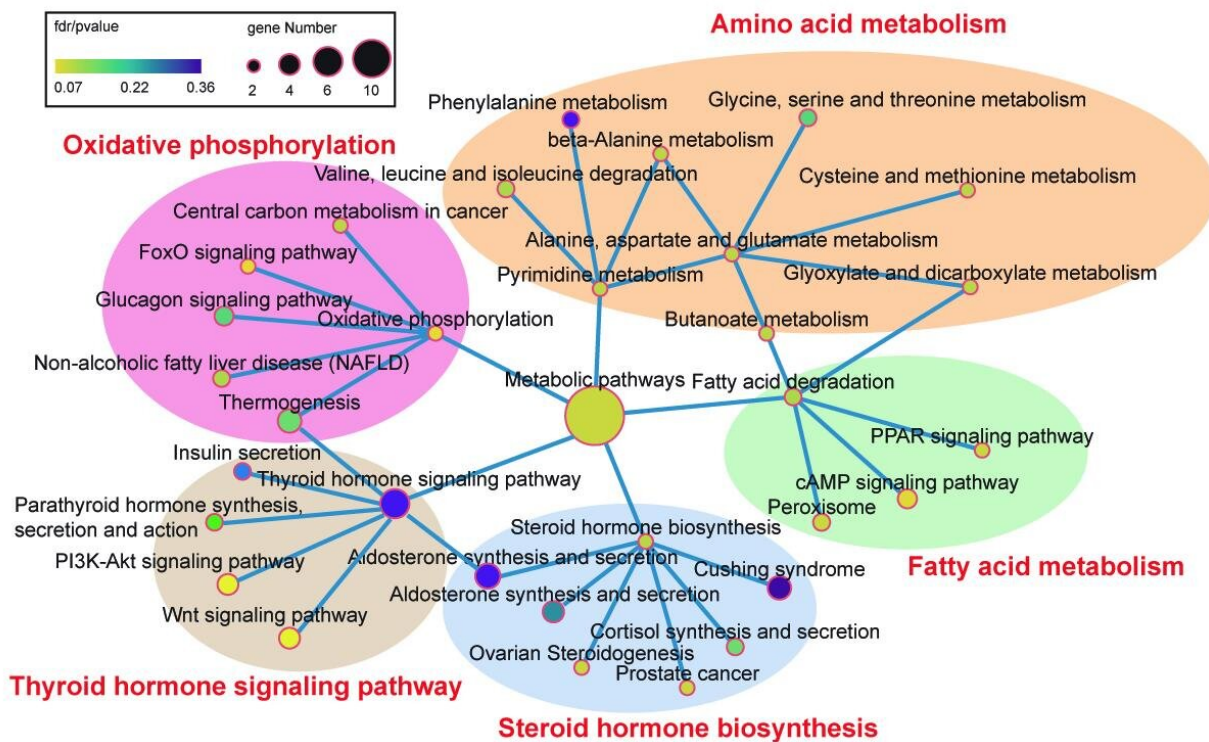 fdr/pvalue
gene Number
0.07 0.22 0.36
2 4 6 10
Amino acid metabolism
Phenylalanine metabolism
Glycine, serine and threonine metabolism
beta-Alanine metabolism
Valine, leucine and isoleucine degradation
Cysteine and methionine metabolism
Alanine, aspartate and glutamate metabolism
Pyrimidine metabolism
Glyoxylate and dicarboxylate metabolism
Butanoate metabolism
Oxidative phosphorylation
Central carbon metabolism in cancer
FoxO signaling pathway
Glucagon signaling pathway
Oxidative phosphorylation
Non-alcoholic fatty liver disease (NAFLD)
Thermogenesis
Metabolic pathways
Fatty acid degradation
PPAR signaling pathway
cAMP signaling pathway
Peroxisome
Fatty acid metabolism
Insulin secretion
Thyroid hormone signaling pathway
Parathyroid hormone synthesis,
secretion and action
PI3K-Akt signaling pathway
Wnt signaling pathway
Thyroid hormone signaling pathway
Steroid hormone biosynthesis
Aldosterone synthesis and secretion
Cushing syndrome
Aldosterone synthesis and secretion
Cortisol synthesis and secretion
Ovarian Steroidogenesis
Prostate cancer
Steroid hormone biosynthesis